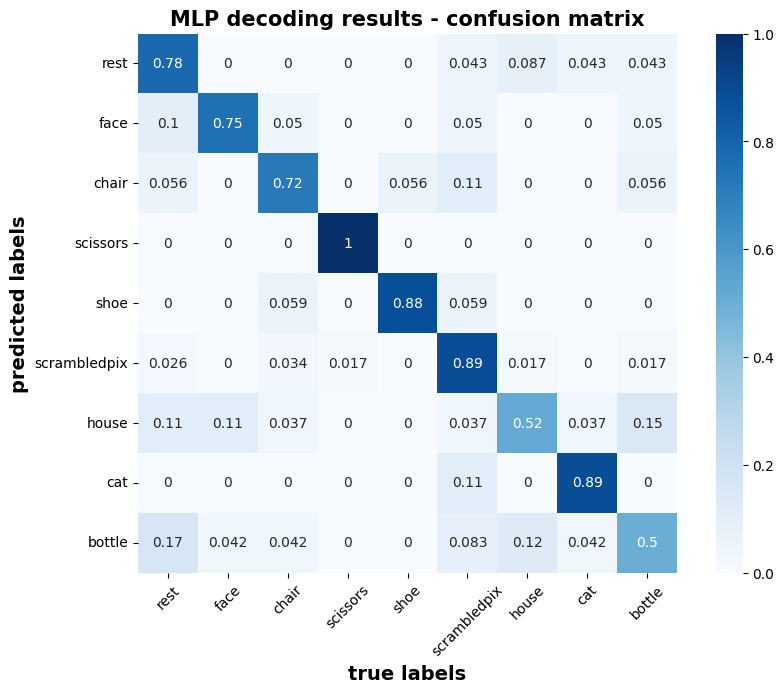 MLP decoding results - confusion matrix
predicted labels
rest 0.78 0 0 0 0 0.043 0.087 0.043 0.043
face 0.1 0.75 0.05 0 0 0.05 0 0 0.05
chair 0.056 0 0.72 0 0.056 0.11 0 0 0.056
scissors 0 0 0 1 0 0 0 0 0
shoe 0 0 0.059 0 0.88 0.059 0 0 0
scrambledpix 0.026 0 0.034 0.017 0 0.89 0.017 0 0.017
house 0.11 0.11 0.037 0 0 0.037 0.52 0.037 0.15
cat 0 0 0 0 0 0.11 0 0.89 0
bottle 0.17 0.042 0.042 0 0 0.083 0.12 0.042 0.5
rest face chair scissors shoe scrambledpix house cat bottle
true labels
1.0
0.8
0.6
0.4
0.2
0.0